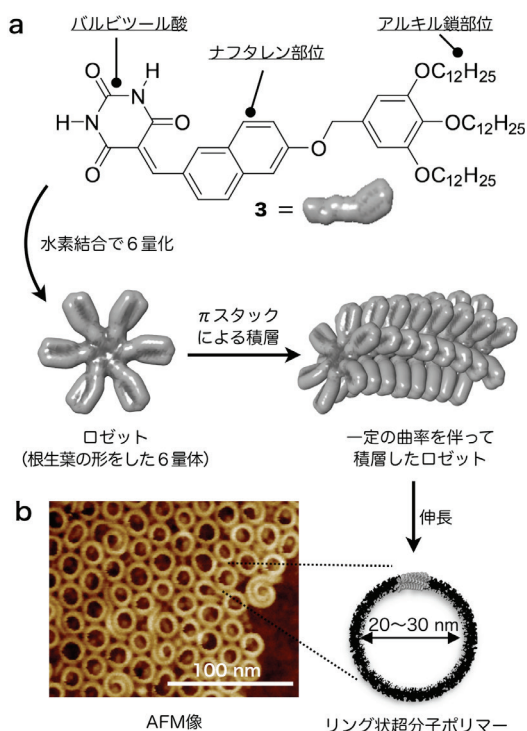 a
バルビツール酸
ナフタレン部位
アルキル鎖部位
O
N
H
H
N
O
O
O
OC12H25
OC12H25
OC12H25
3 =
水素結合で6量化
πスタック
による積層
ロゼット
(根生葉の形をした6量体)
一定の曲率を伴って
積層したロゼット
伸長
b
100 nm
20〜30 nm
AFM像
リング状超分子ポリマー